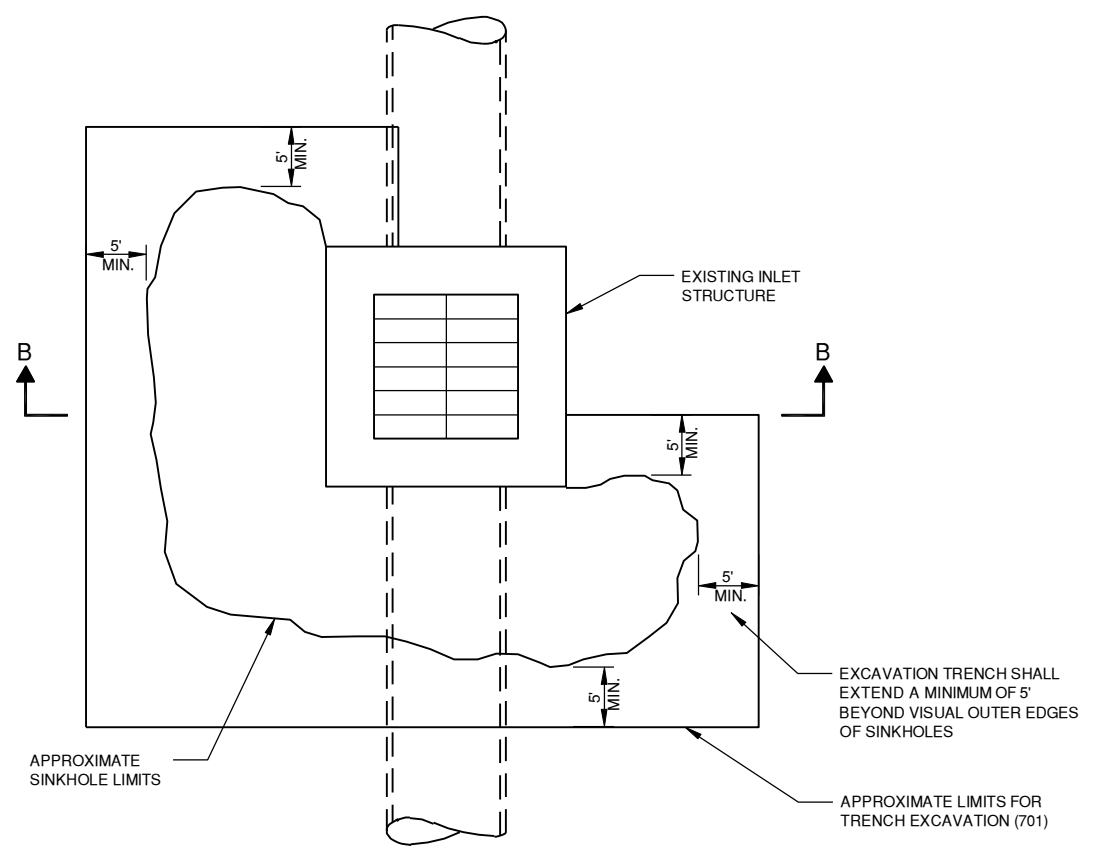 5'
MIN.
5'
MIN.
EXISTING INLET
STRUCTURE
B
B
5'
MIN.
5'
MIN.
5'
MIN.
EXCAVATION TRENCH SHALL
EXTEND A MINIMUM OF 5'
BEYOND VISUAL OUTER EDGES
OF SINKHOLES
APPROXIMATE
SINKHOLE LIMITS
APPROXIMATE LIMITS FOR
TRENCH EXCAVATION (701)